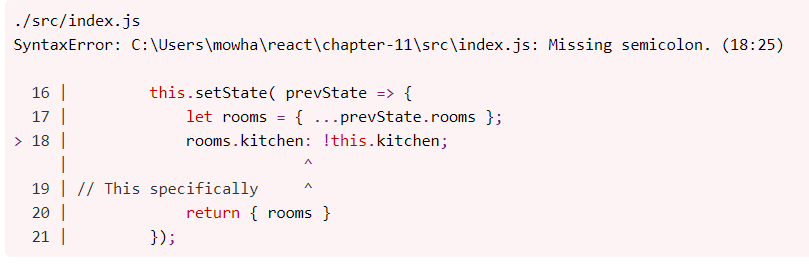 ./src/index.js
SyntaxError: C:\Users\mowha\react\chapter-11\src\index.js: Missing semicolon. (18:25)
16 |         this.setState( prevState => {
17 |             let rooms = { ...prevState.rooms };
> 18 |             rooms.kitchen: !this.kitchen;
|                          ^
19 | // This specifically     ^
20 |             return { rooms }
21 |         });